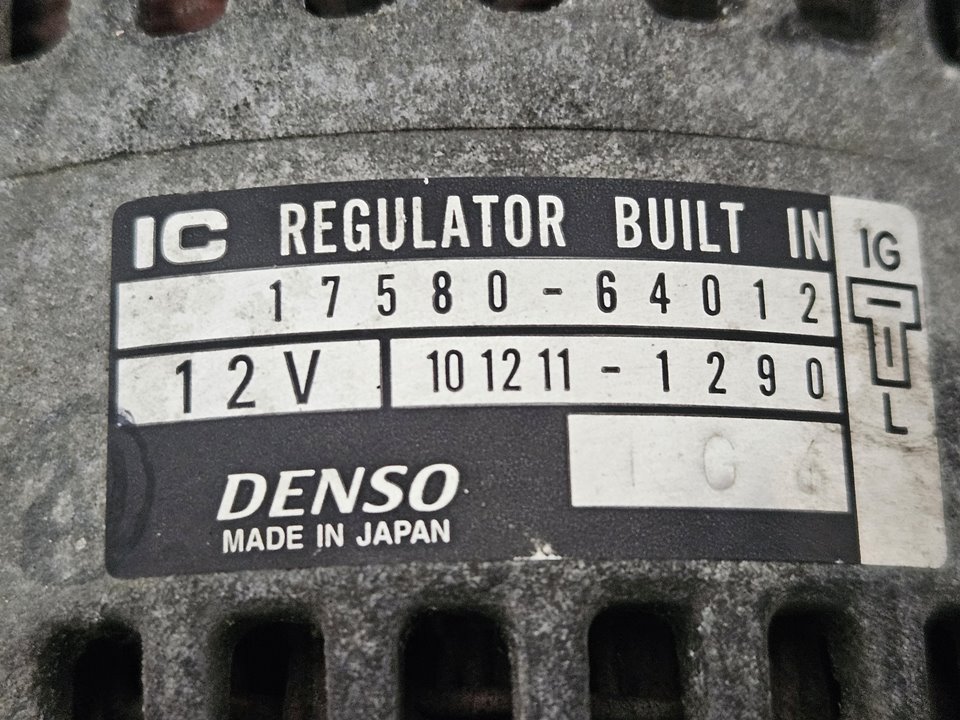 IC REGULATOR BUILT IN
17580-64012
12V 101211-1290
DENSO
MADE IN JAPAN
IG
L